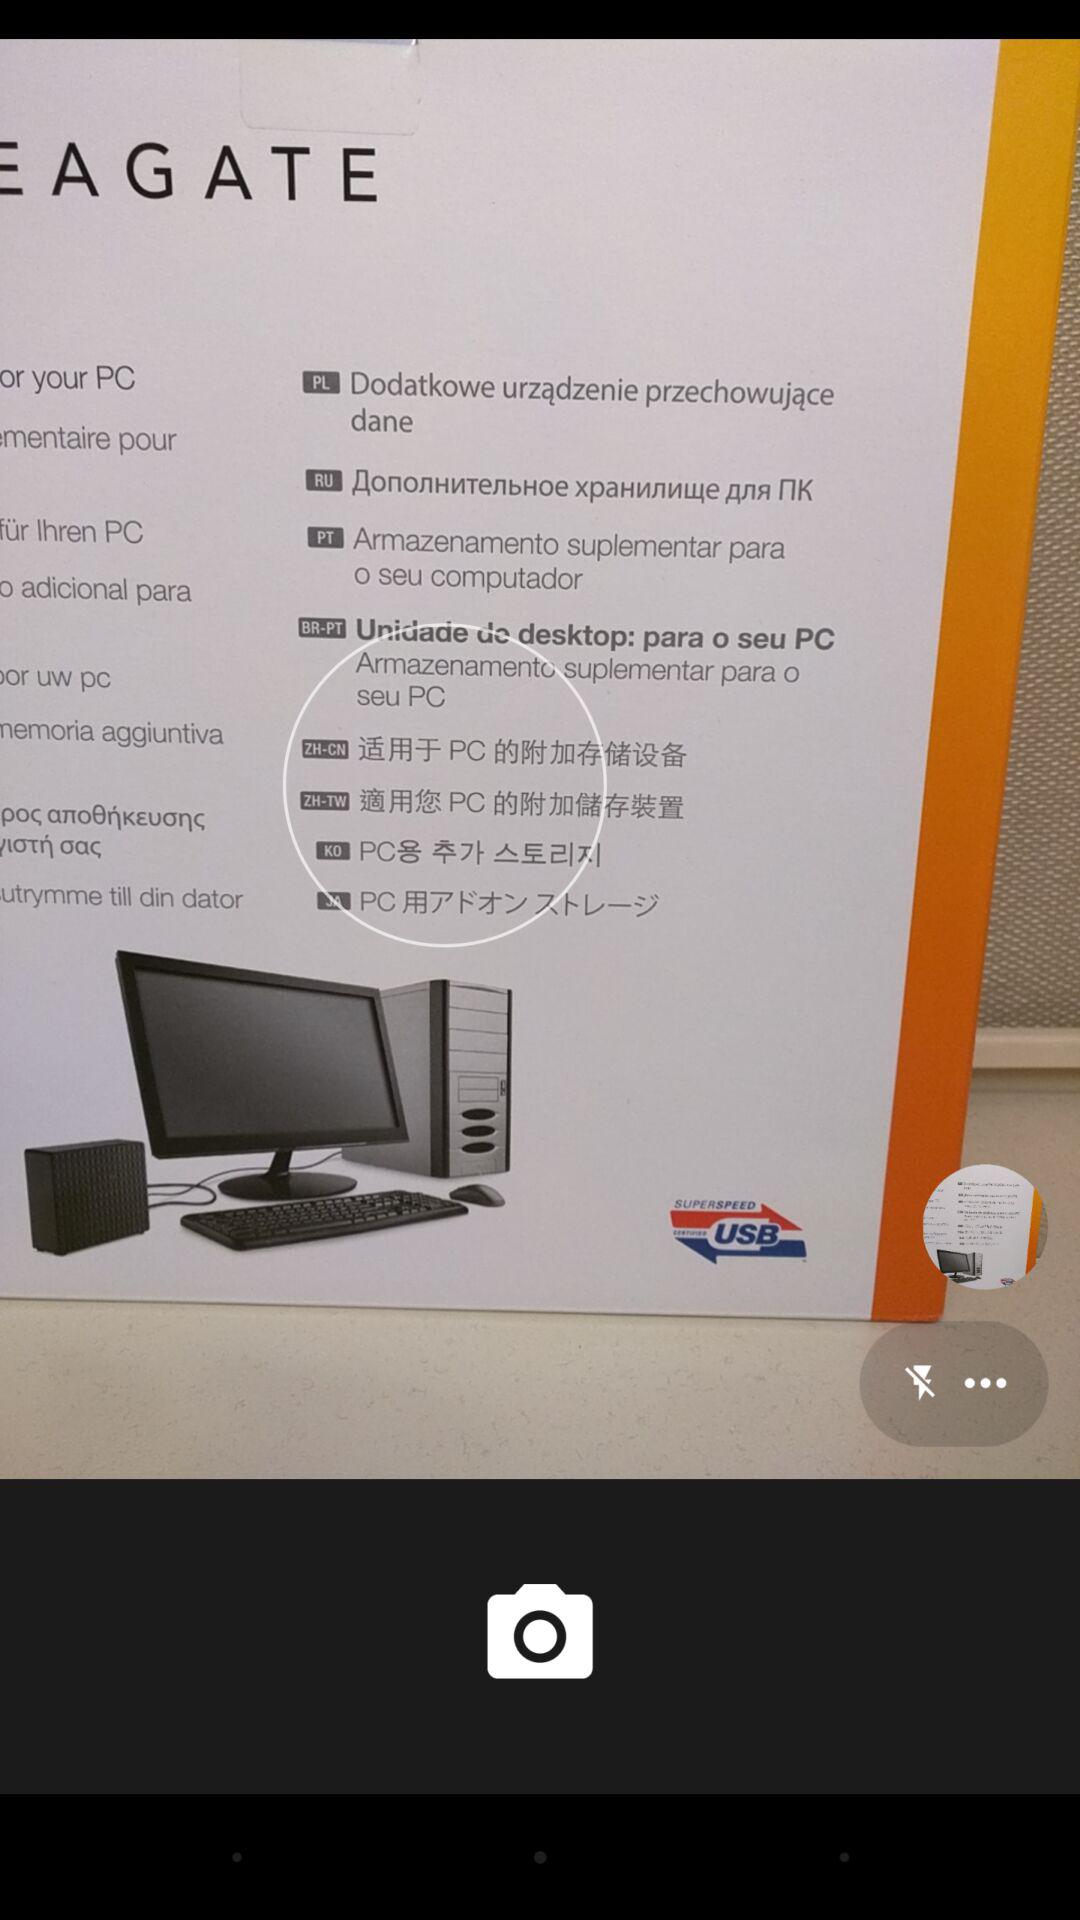 EAGATE
or your PC
ementaire pour
für Ihren PC
o adicional para
oor uw pc
memoria aggiuntiva
ρος αποθήκευσης
γιστή σας
utrymme till din dator
PL Dodatkowe urządzenie przechowujące
dane
RU Дополнительное хранилище для ПК
PT Armazenamento suplementar para
o seu computador
BR-PT Unidade de desktop: para o seu PC
Armazenamento suplementar para o
seu PC
ZH-CN 适用于 PC 的附加存储设备
ZH-TW 適用您 PC 的附加儲存裝置
KO PC용 추가 스토리지
JA PC 用アドオン ストレージ
SUPERSPEED
CERTIFIED USB